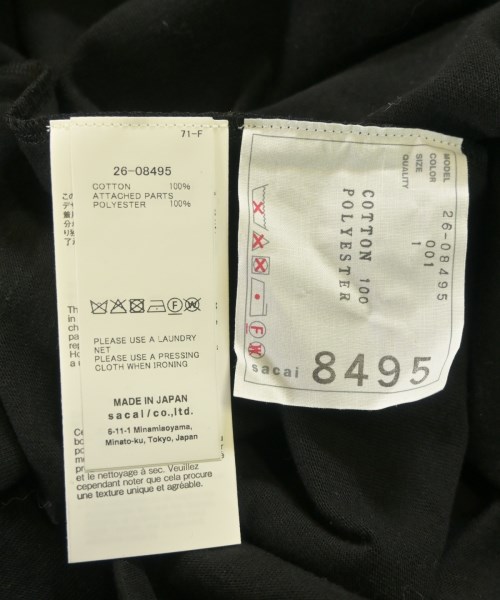 71-F
26-08495
COTTON 100%
ATTACHED PARTS
POLYESTER 100%
PLEASE USE A LAUNDRY
NET
PLEASE USE A PRESSING
CLOTH WHEN IRONING
MADE IN JAPAN
sacai/co.,ltd.
6-11-1 Minamiaoyama,
Minato-ku, Tokyo, Japan
et le nettoyage à sec. Veuillez
cependant noter que cela procure
une texture unique et agréable.
MODEL 26-08495
COLOR 001
SIZE 1
QUALITY
COTTON 100
POLYESTER
sacai 8495